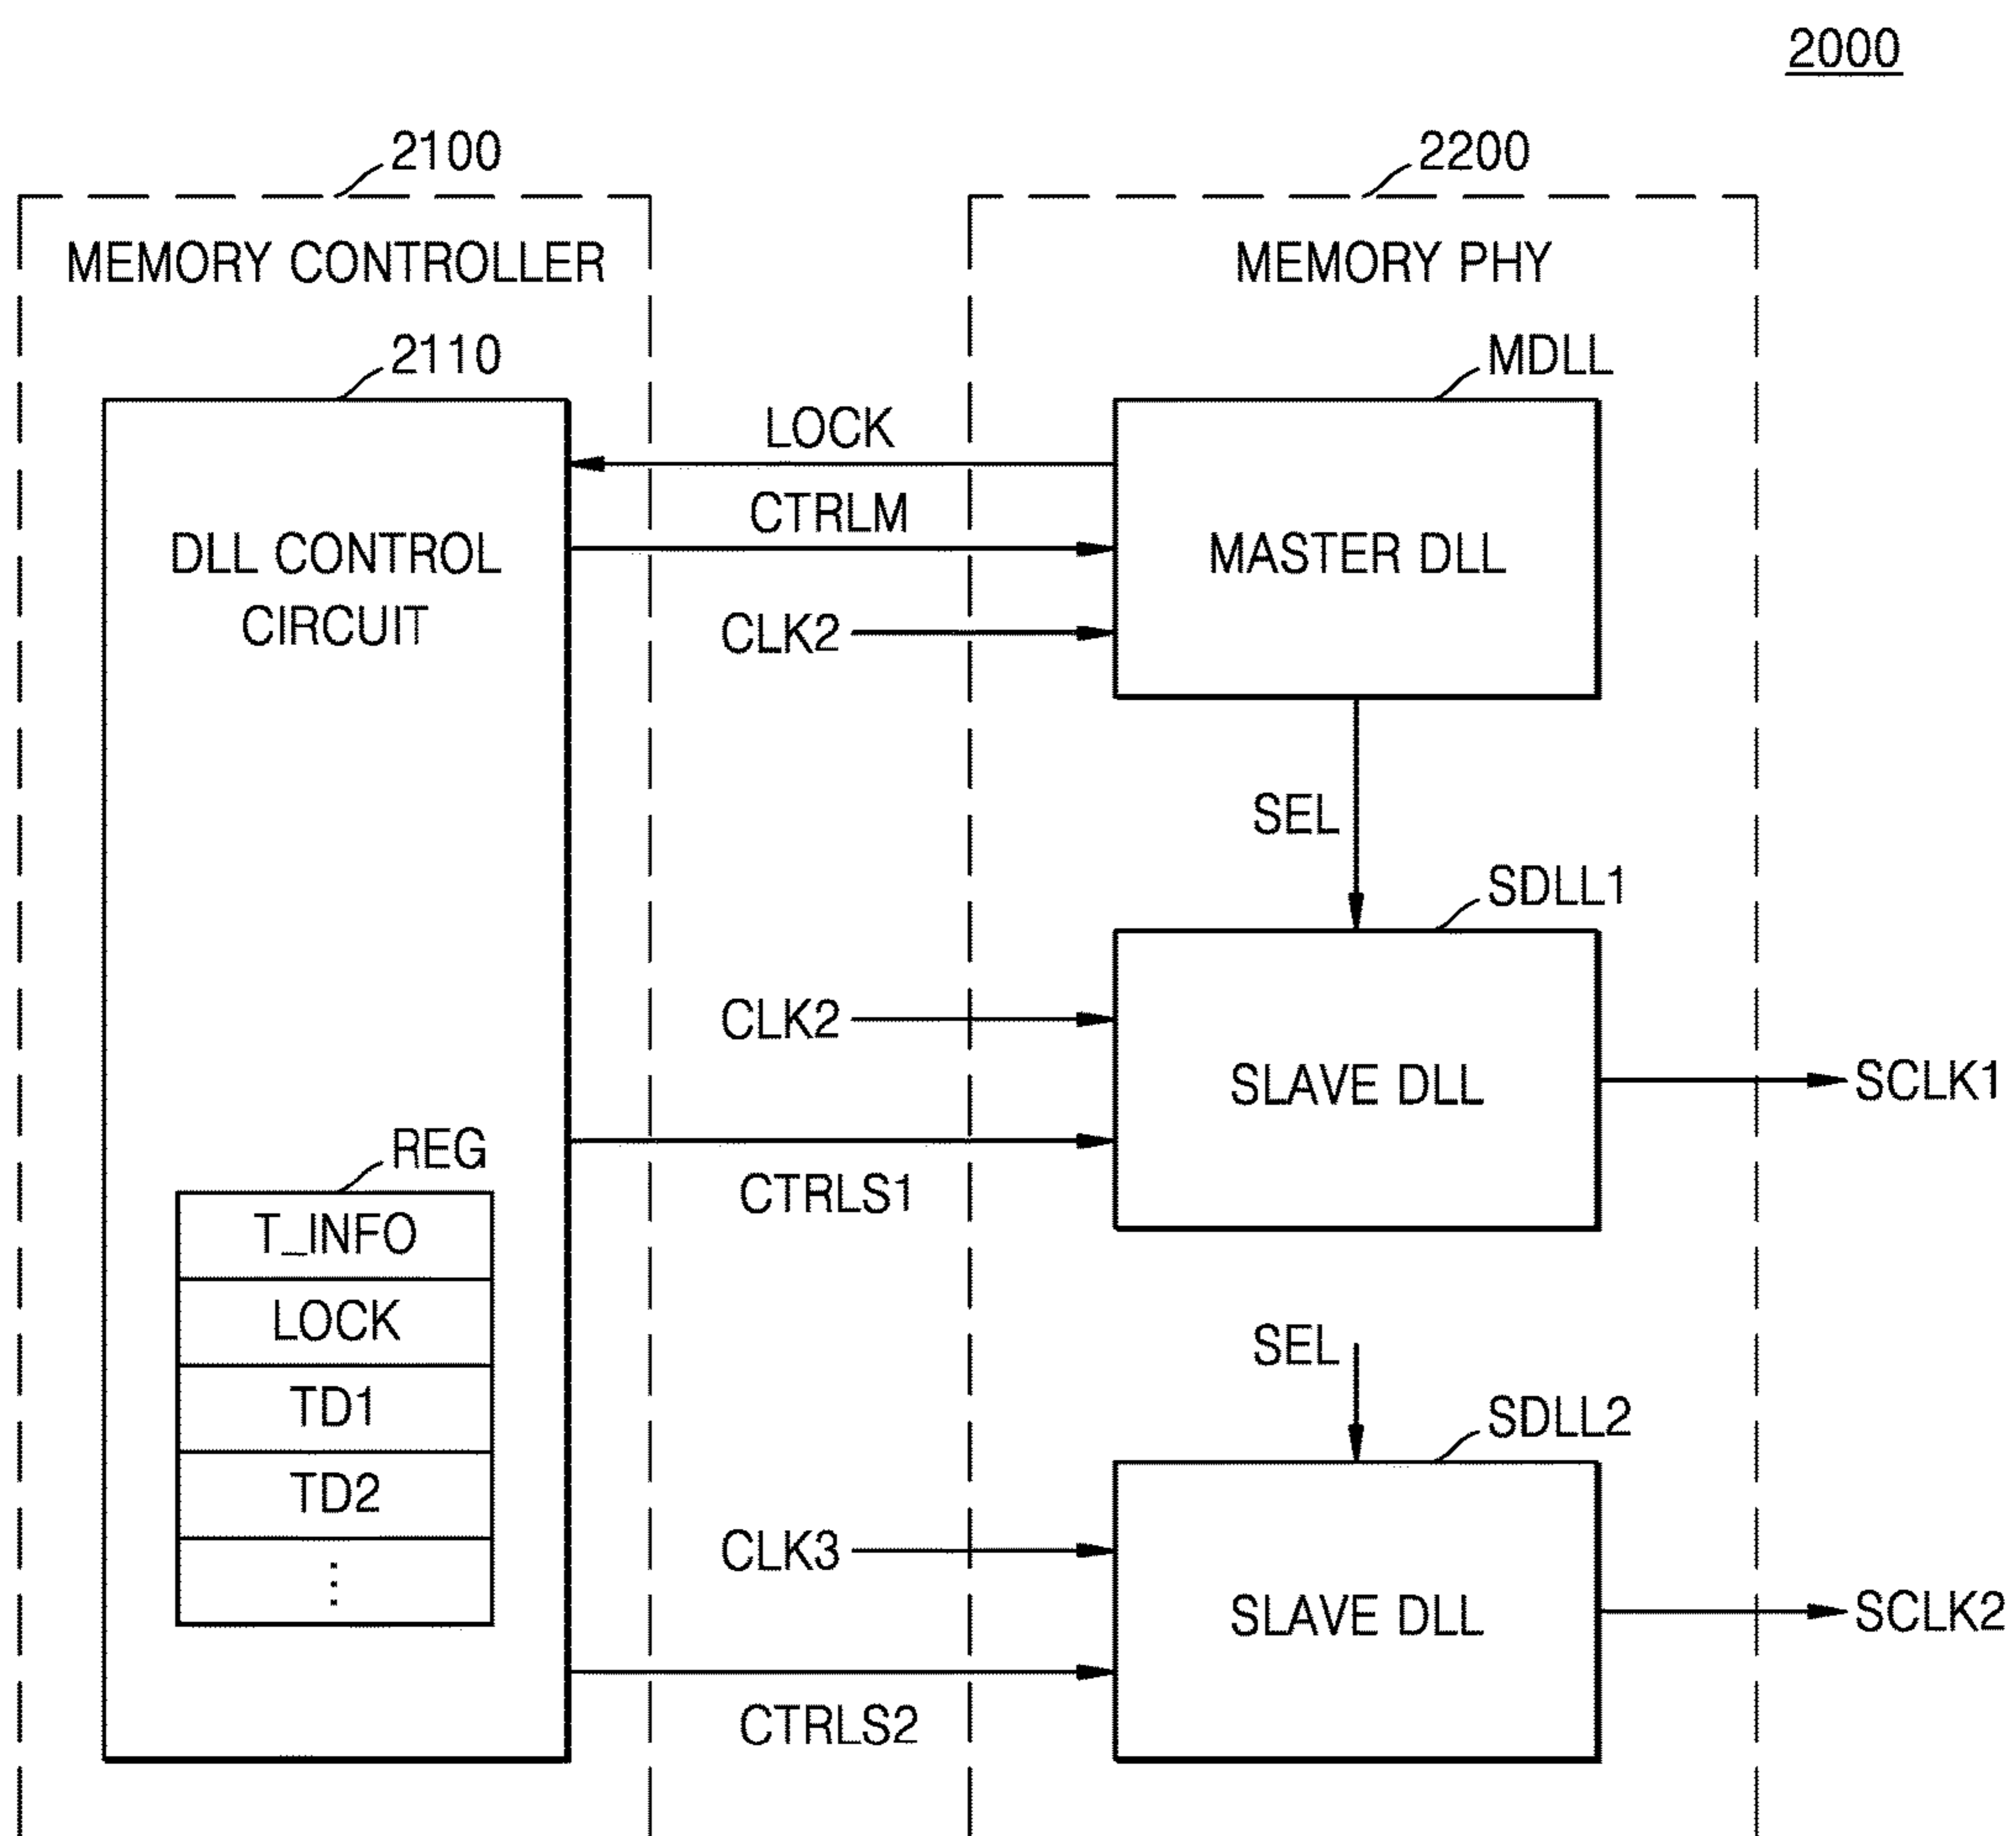 2000
2100
2200
MEMORY CONTROLLER
MEMORY PHY
2110
MDLL
LOCK
CTRLM
DLL CONTROL
CIRCUIT
MASTER DLL
CLK2
SEL
SDLL1
CLK2
SLAVE DLL
SCLK1
REG
CTRLS1
T_INFO
LOCK
SEL
TD1
SDLL2
TD2
CLK3
⋮
SLAVE DLL
SCLK2
CTRLS2